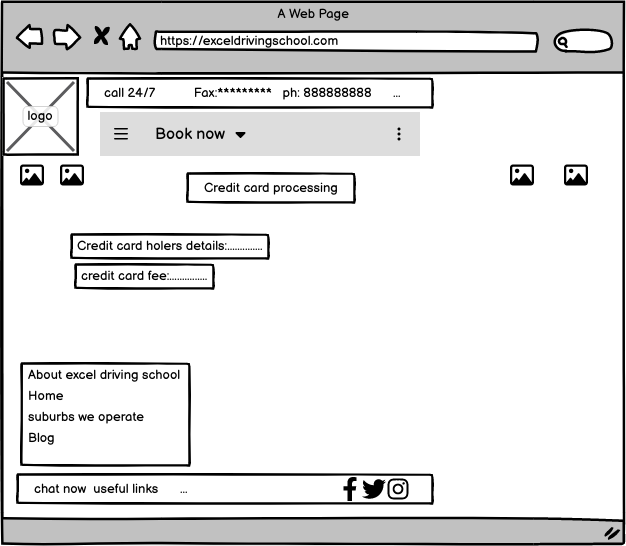 A Web Page
https://exceldrivingschool.com
logo
call 24/7 Fax:********* ph: 888888888 ...
Book now
Credit card processing
Credit card holers details:..............
credit card fee:...............
About excel driving school
Home
suburbs we operate
Blog
chat now useful links ...